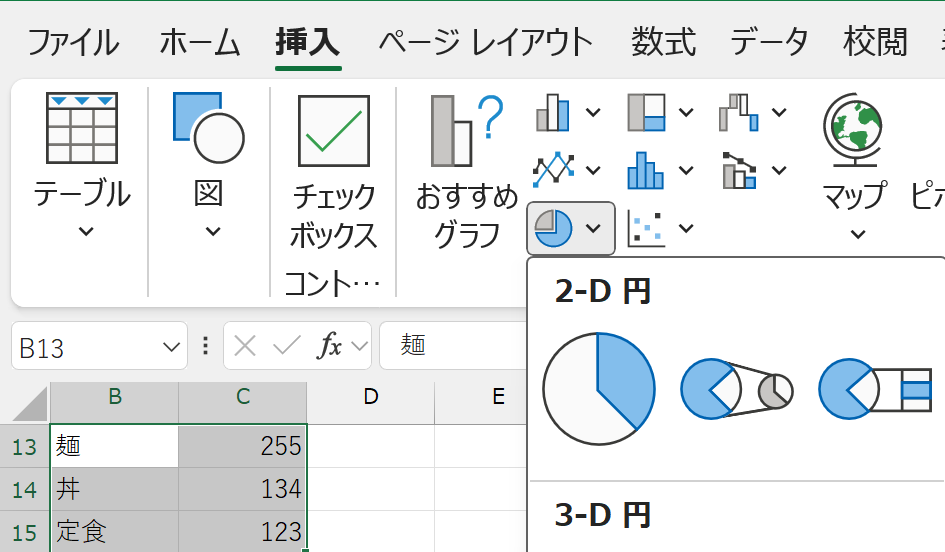 ファイル ホーム 挿入 ページ レイアウト 数式 データ 校閲
テーブル
図
チェック
ボックス
コント…
おすすめ
グラフ
マップ
ピボ
2-D 円
3-D 円
B13
fx
麺
B C D E
13 麺 255
14 丼 134
15 定食 123